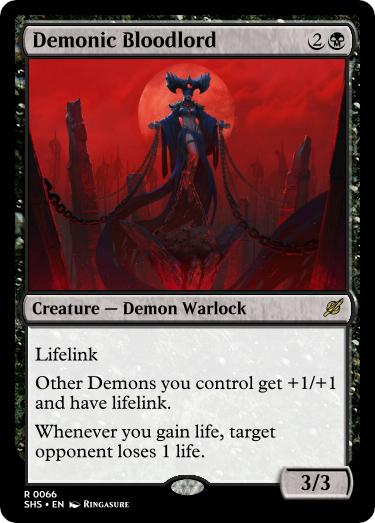 Demonic Bloodlord 2
Creature — Demon Warlock
Lifelink
Other Demons you control get +1/+1
and have lifelink.
Whenever you gain life, target
opponent loses 1 life.
3/3
R 0066
SHS • EN RINGASURE